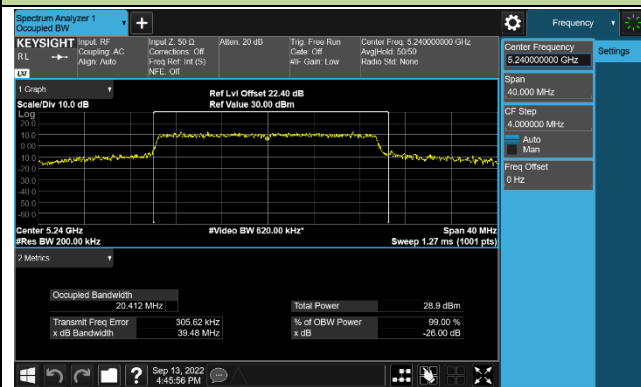 Spectrum Analyzer 1
Occupied BW
+
Frequency
KEYSIGHT
RL
LXI
Input: RF
Coupling: AC
Align: Auto
Input Z: 50 Ω
Corrections: Off
Freq Ref: Int (S)
NFE: Off
Atten: 20 dB
Trig: Free Run
Gate: Off
#IF Gain: Low
Center Freq: 5.240000000 GHz
Avg|Hold: 50/50
Radio Std: None
Center Frequency
5.240000000 GHz
Settings
Span
40.000 MHz
CF Step
4.000000 MHz
Auto
Man
Freq Offset
0 Hz
1 Graph
Scale/Div 10.0 dB
Ref Lvl Offset 22.40 dB
Ref Value 30.00 dBm
Log
20.0
10.0
0.00
-10.0
-20.0
-30.0
-40.0
-50.0
-60.0
Center 5.24 GHz
#Video BW 620.00 kHz*
Span 40 MHz
#Res BW 200.00 kHz
Sweep 1.27 ms (1001 pts)
2 Metrics
Occupied Bandwidth
20.412 MHz
Total Power 28.9 dBm
Transmit Freq Error 305.62 kHz
% of OBW Power 99.00 %
x dB Bandwidth 39.48 MHz
x dB -26.00 dB
?
Sep 13, 2022
4:45:56 PM